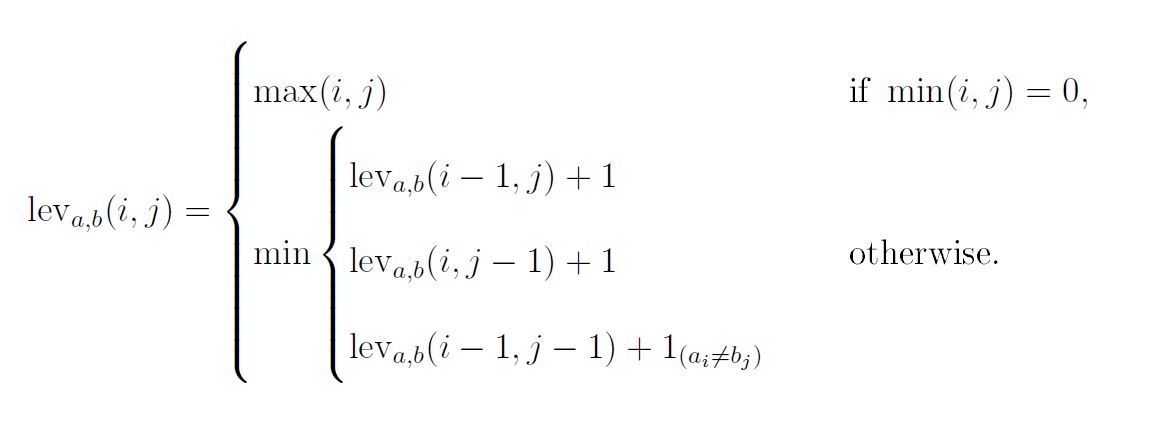 max(i, j) if min(i, j) = 0,
lev_{a,b}(i − 1, j) + 1
lev_{a,b}(i, j) =
min lev_{a,b}(i, j − 1) + 1 otherwise.
lev_{a,b}(i − 1, j − 1) + 1_{(a_i≠b_j)}